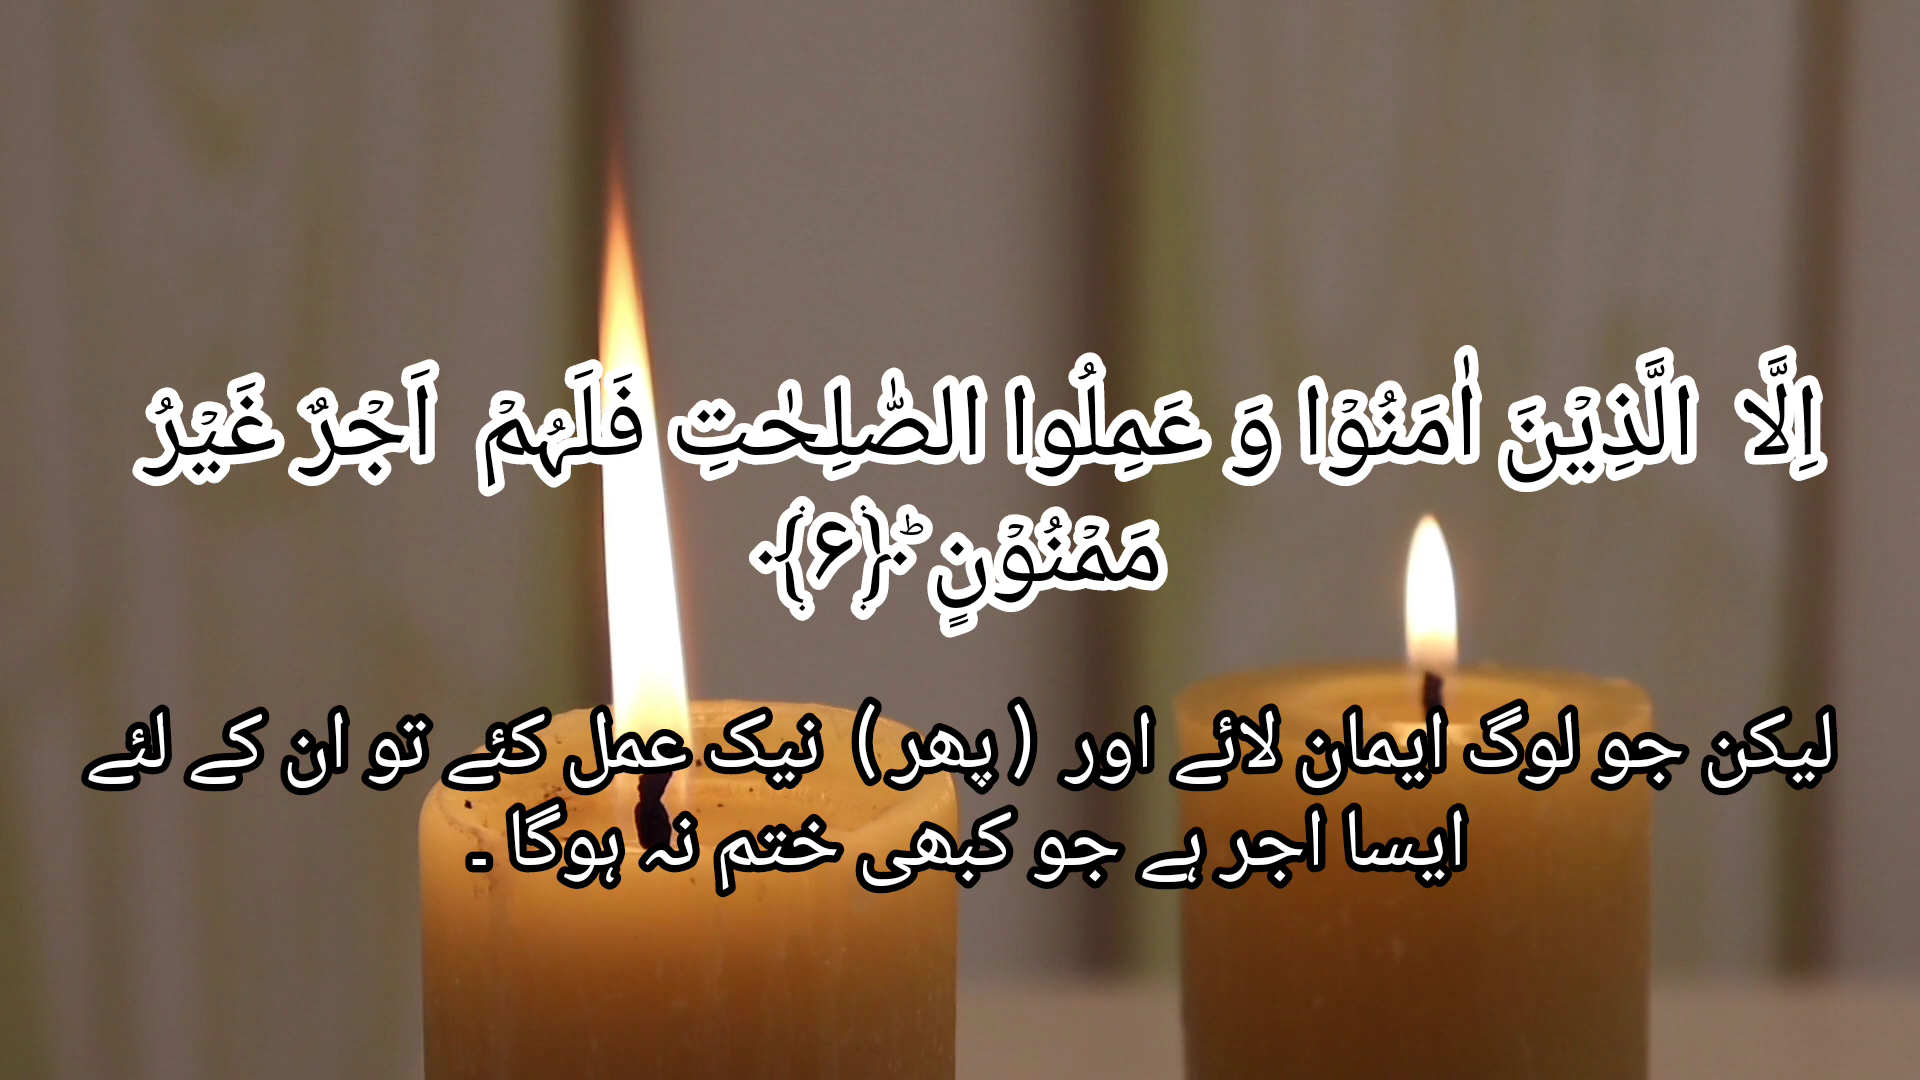 اِلَّا الَّذِیْنَ اٰمَنُوْا وَ عَمِلُوا الصّٰلِحٰتِ فَلَہُمْ اَجْرٌ غَیْرُ
مَمْنُوْنٍ ؕ﴿۶﴾
لیکن جو لوگ ایمان لائے اور (پھر) نیک عمل کئے تو ان کے لئے
ایسا اجر ہے جو کبھی ختم نہ ہوگا ۔